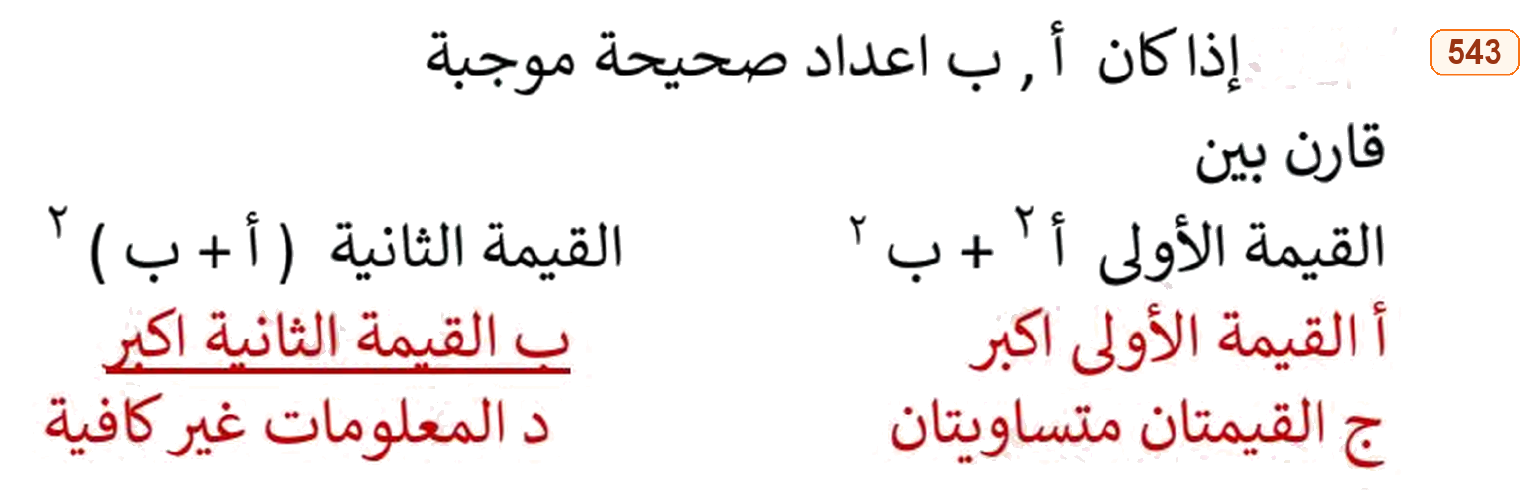 543 إذا كان أ , ب اعداد صحيحة موجبة
قارن بين
القيمة الأولى أ ٢ + ب ٢ القيمة الثانية ( أ + ب ) ٢
أ القيمة الأولى اكبر ب القيمة الثانية اكبر
ج القيمتان متساويتان د المعلومات غير كافية